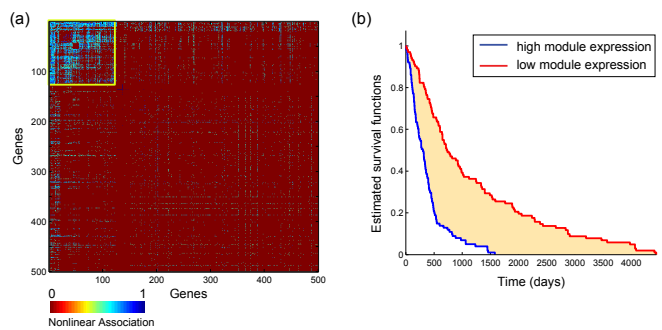 (a)
Genes
100
200
300
400
500
0 100 200 300 400 500
0 1 Genes
Nonlinear Association
(b)
high module expression
low module expression
Estimated survival functions
1
0.8
0.6
0.4
0.2
0
0 500 1000 1500 2000 2500 3000 3500 4000
Time (days)